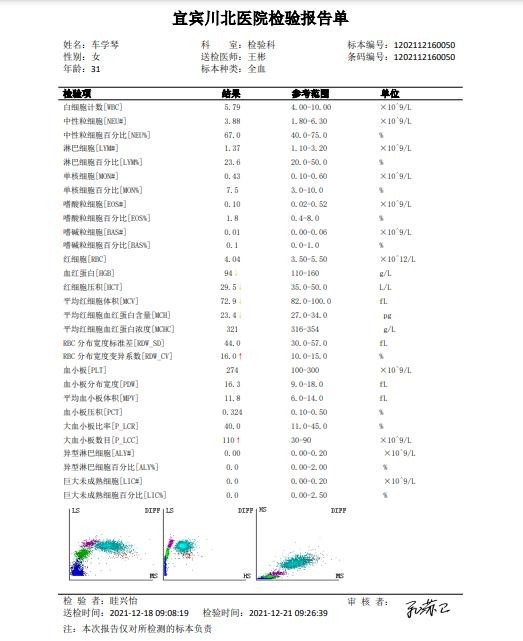 宜宾川北医院检验报告单
姓名：车学琴 科 室：检验科 标本编号：1202112160050
性别：女 送检医师：王彬 条码编号：1202112160050
年龄：31 标本种类：全血
检验项 结果 参考范围 单位
白细胞计数[WBC] 5.79 4.00-10.00 ×10^9/L
中性粒细胞[NEU#] 3.88 1.80-6.30 ×10^9/L
中性粒细胞百分比[NEU%] 67.0 40.0-75.0 %
淋巴细胞[LYM#] 1.37 1.10-3.20 ×10^9/L
淋巴细胞百分比[LYM%] 23.6 20.0-50.0 %
单核细胞[MON#] 0.43 0.10-0.60 ×10^9/L
单核细胞百分比[MON%] 7.5 3.0-10.0 %
嗜酸粒细胞[EOS#] 0.10 0.02-0.52 ×10^9/L
嗜酸粒细胞百分比[EOS%] 1.8 0.4-8.0 %
嗜碱粒细胞[BAS#] 0.01 0.00-0.06 ×10^9/L
嗜碱粒细胞百分比[BAS%] 0.1 0.0-1.0 %
红细胞[RBC] 4.04 3.50-5.50 ×10^12/L
血红蛋白[HGB] 94↓ 110-160 g/L
红细胞压积[HCT] 29.5↓ 35.0-50.0 L/L
平均红细胞体积[MCV] 72.9↓ 82.0-100.0 fL
平均红细胞血红蛋白含量[MCH] 23.4↓ 27.0-34.0 pg
平均红细胞血红蛋白浓度[MCHC] 321 316-354 g/L
RBC分布宽度标准差[RDW_SD] 44.0 30.0-57.0 fL
RBC分布宽度变异系数[RDW_CV] 16.0↑ 10.0-15.0 %
血小板[PLT] 274 100-300 ×10^9/L
血小板分布宽度[PDW] 16.3 9.0-18.0 fL
平均血小板体积[MPV] 11.8 6.0-14.0 fL
血小板压积[PCT] 0.324 0.10-0.50 %
大血小板比率[P_LCR] 40.0 11.0-45.0 %
大血小板数目[P_LCC] 110↑ 30-90 ×10^9/L
异型淋巴细胞[ALY#] 0.00 0.00-0.20 ×10^9/L
异型淋巴细胞百分比[ALY%] 0.0 0.00-2.00 %
巨大未成熟细胞[LIC#] 0.00 0.00-0.20 ×10^9/L
巨大未成熟细胞百分比[LIC%] 0.0 0.00-2.50 %
LS DIFF LS DIFF MS DIFF
MS HS HS
检 验 者：眭兴怡 审 核 者：
送检时间：2021-12-18 09:08:19 检验时间：2021-12-21 09:26:39
注：本次报告仅对所检测的标本负责